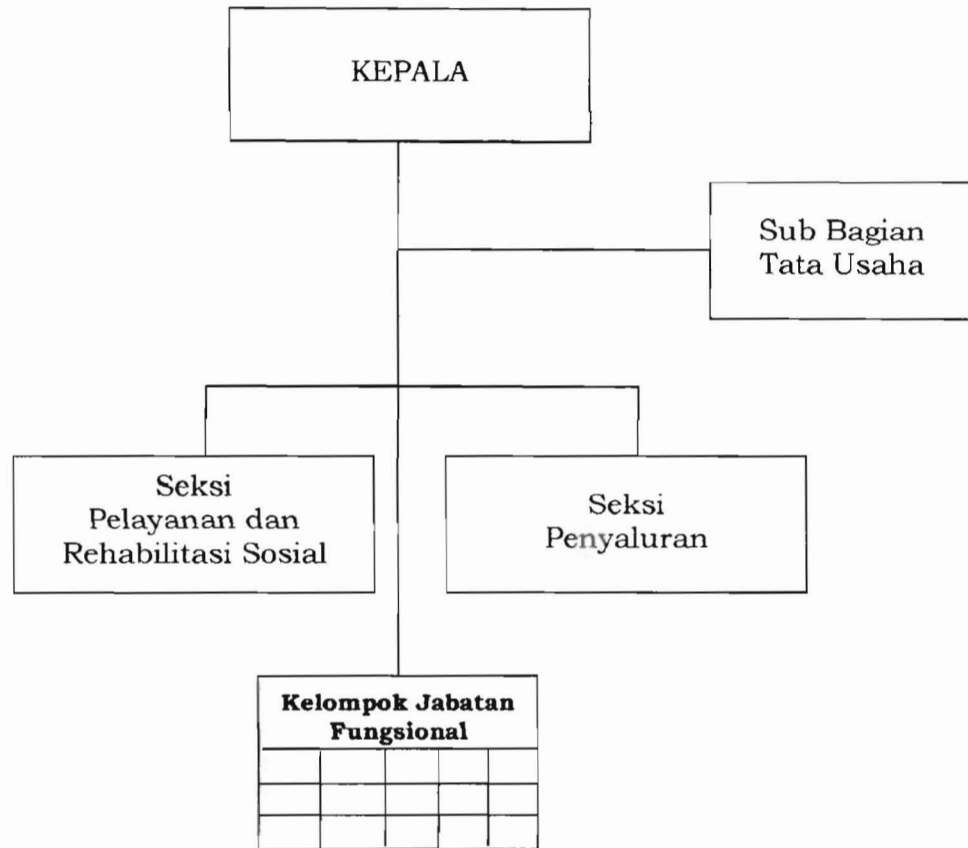 KEPALA
Sub Bagian
Tata Usaha
Seksi
Pelayanan dan
Rehabilitasi Sosial
Seksi
Penyaluran
Kelompok Jabatan
Fungsional